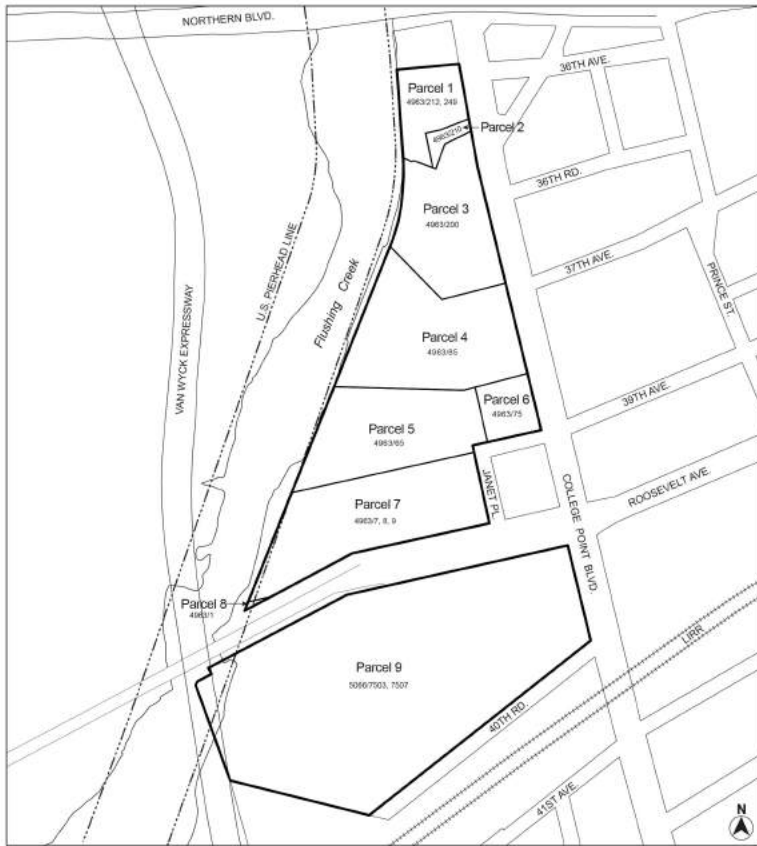 NORTHERN BLVD.
36TH AVE.
Parcel 1
4963/212, 249
Parcel 2
4963/210
36TH RD.
Parcel 3
4963/200
37TH AVE.
U.S. PIERHEAD LINE
Flushing Creek
PRINCE ST.
VAN WYCK EXPRESSWAY
Parcel 4
4963/85
Parcel 6
4963/75
39TH AVE.
Parcel 5
4963/65
JANET PL.
COLLEGE POINT BLVD.
ROOSEVELT AVE.
Parcel 7
4963/7, 8, 9
Parcel 8
4963/1
LIRR
Parcel 9
5066/7503, 7507
40TH RD.
41ST AVE.
N